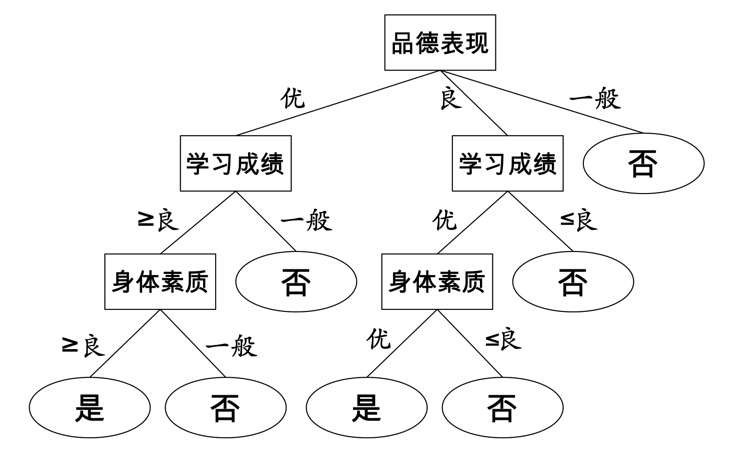 品德表现
优
良
一般
学习成绩
学习成绩
否
≥良
一般
优
≤良
身体素质
否
身体素质
否
≥良
一般
优
≤良
是
否
是
否